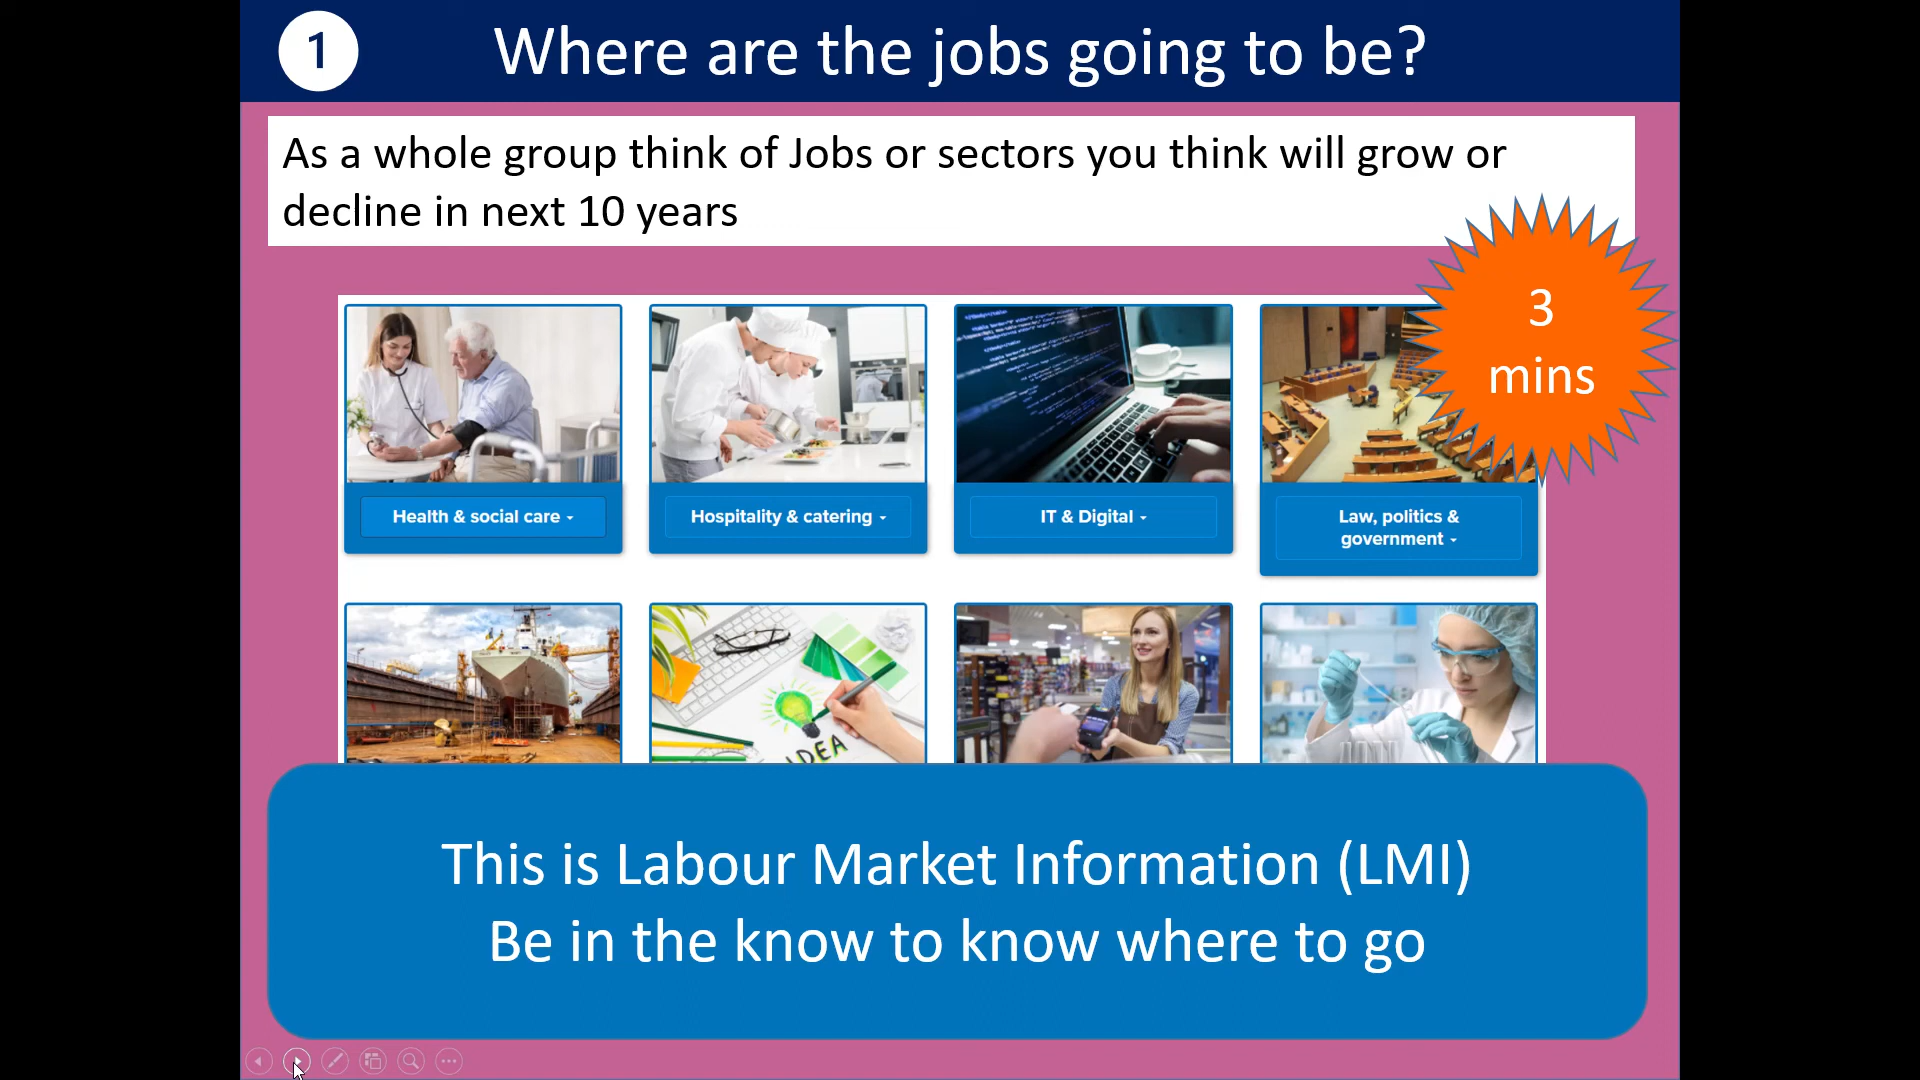 1
Where are the jobs going to be?
As a whole group think of Jobs or sectors you think will grow or
decline in next 10 years
3
mins
Health & social care
Hospitality & catering
IT & Digital
Law, politics &
government
IDEA
This is Labour Market Information (LMI)
Be in the know to know where to go